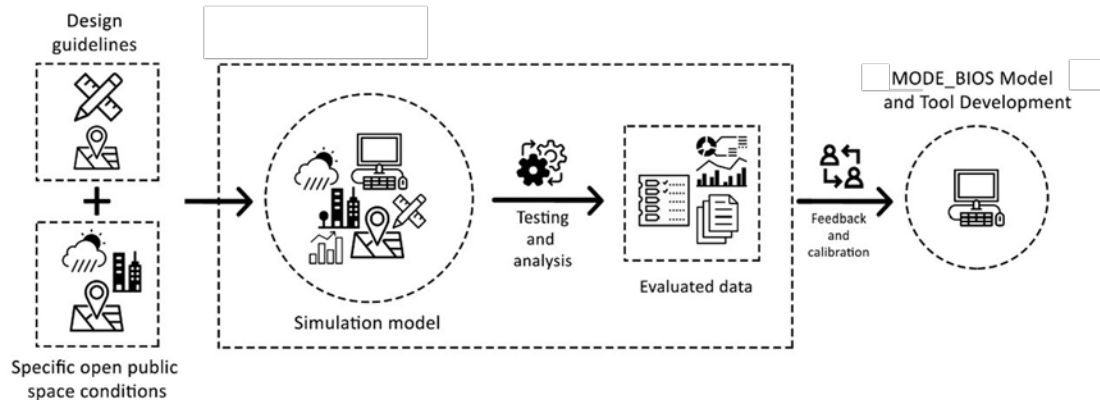 Design
guidelines
Specific open public
space conditions
Simulation model
Testing
and
analysis
Evaluated data
Feedback
and
calibration
MODE_BIOS Model
and Tool Development